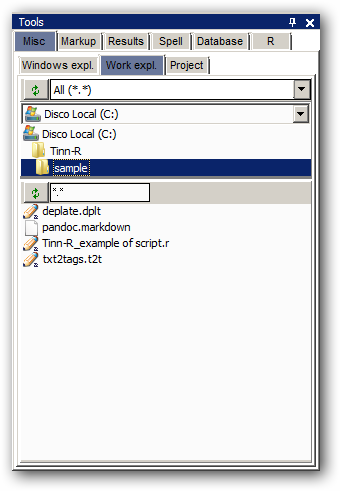 Tools
Misc Markup Results Spell Database R
Windows expl. Work expl. Project
All (*.*)
Disco Local (C:)
Disco Local (C:)
Tinn-R
sample
*.*
deplate.dplt
pandoc.markdown
Tinn-R_example of script.r
txt2tags.t2t